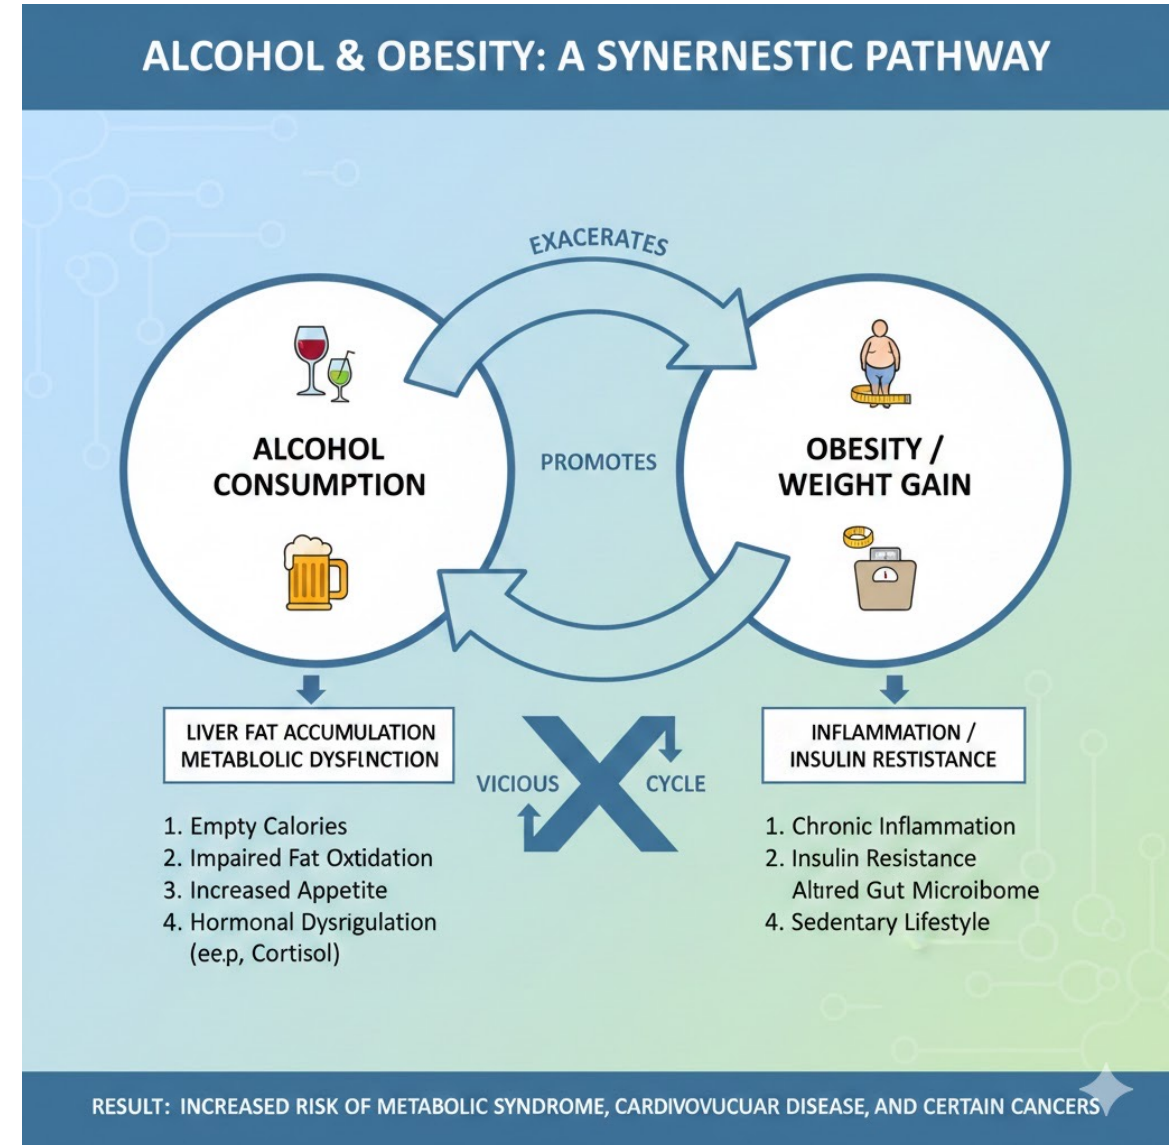 ALCOHOL & OBESITY: A SYNERNESTIC PATHWAY
EXACERATES
ALCOHOL
CONSUMPTION
PROMOTES
OBESITY /
WEIGHT GAIN
LIVER FAT ACCUMULATION
METABLOLIC DYSFLNCTION
1. Empty Calories
2. Impaired Fat Oxtidation
3. Increased Appetite
4. Hormonal Dysrigulation
(ee.p, Cortisol)
VICIOUS
CYCLE
INFLAMMATION /
INSULIN RESTISTANCE
1. Chronic Inflammation
2. Insulin Resistance
Altıred Gut Microibome
4. Sedentary Lifestyle
RESULT: INCREASED RISK OF METABOLIC SYNDROME, CARDIVOVUCUAR DISEASE, AND CERTAIN CANCERS